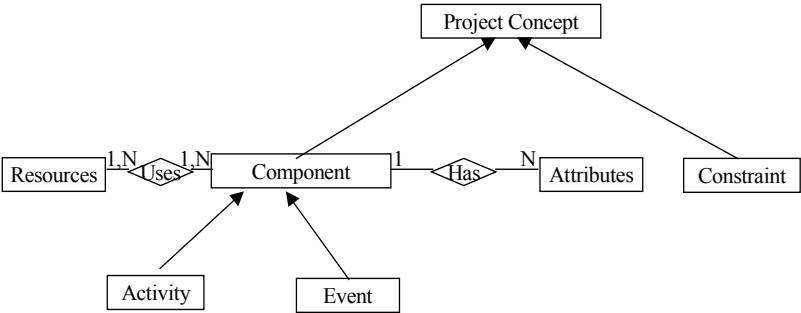 Project Concept
1,N
1,N
1
N
Resources
Uses
Component
Has
Attributes
Constraint
Activity
Event